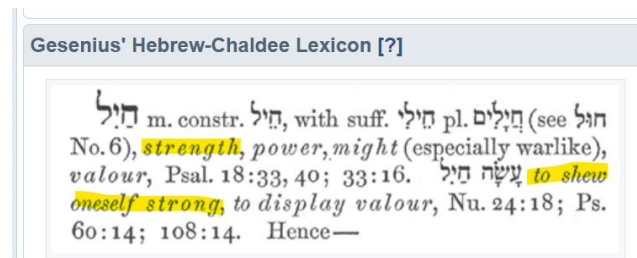 Gesenius' Hebrew-Chaldee Lexicon [?]
חַיִל m. constr. חֵיל, with suff. חֵילִי pl. חֲיָלִים (see חוּל
No. 6), strength, power, might (especially warlike),
valour, Psal. 18:33, 40; 33:16. עָשָׂה חַיִל to shew
oneself strong, to display valour, Nu. 24:18; Ps.
60:14; 108:14. Hence—